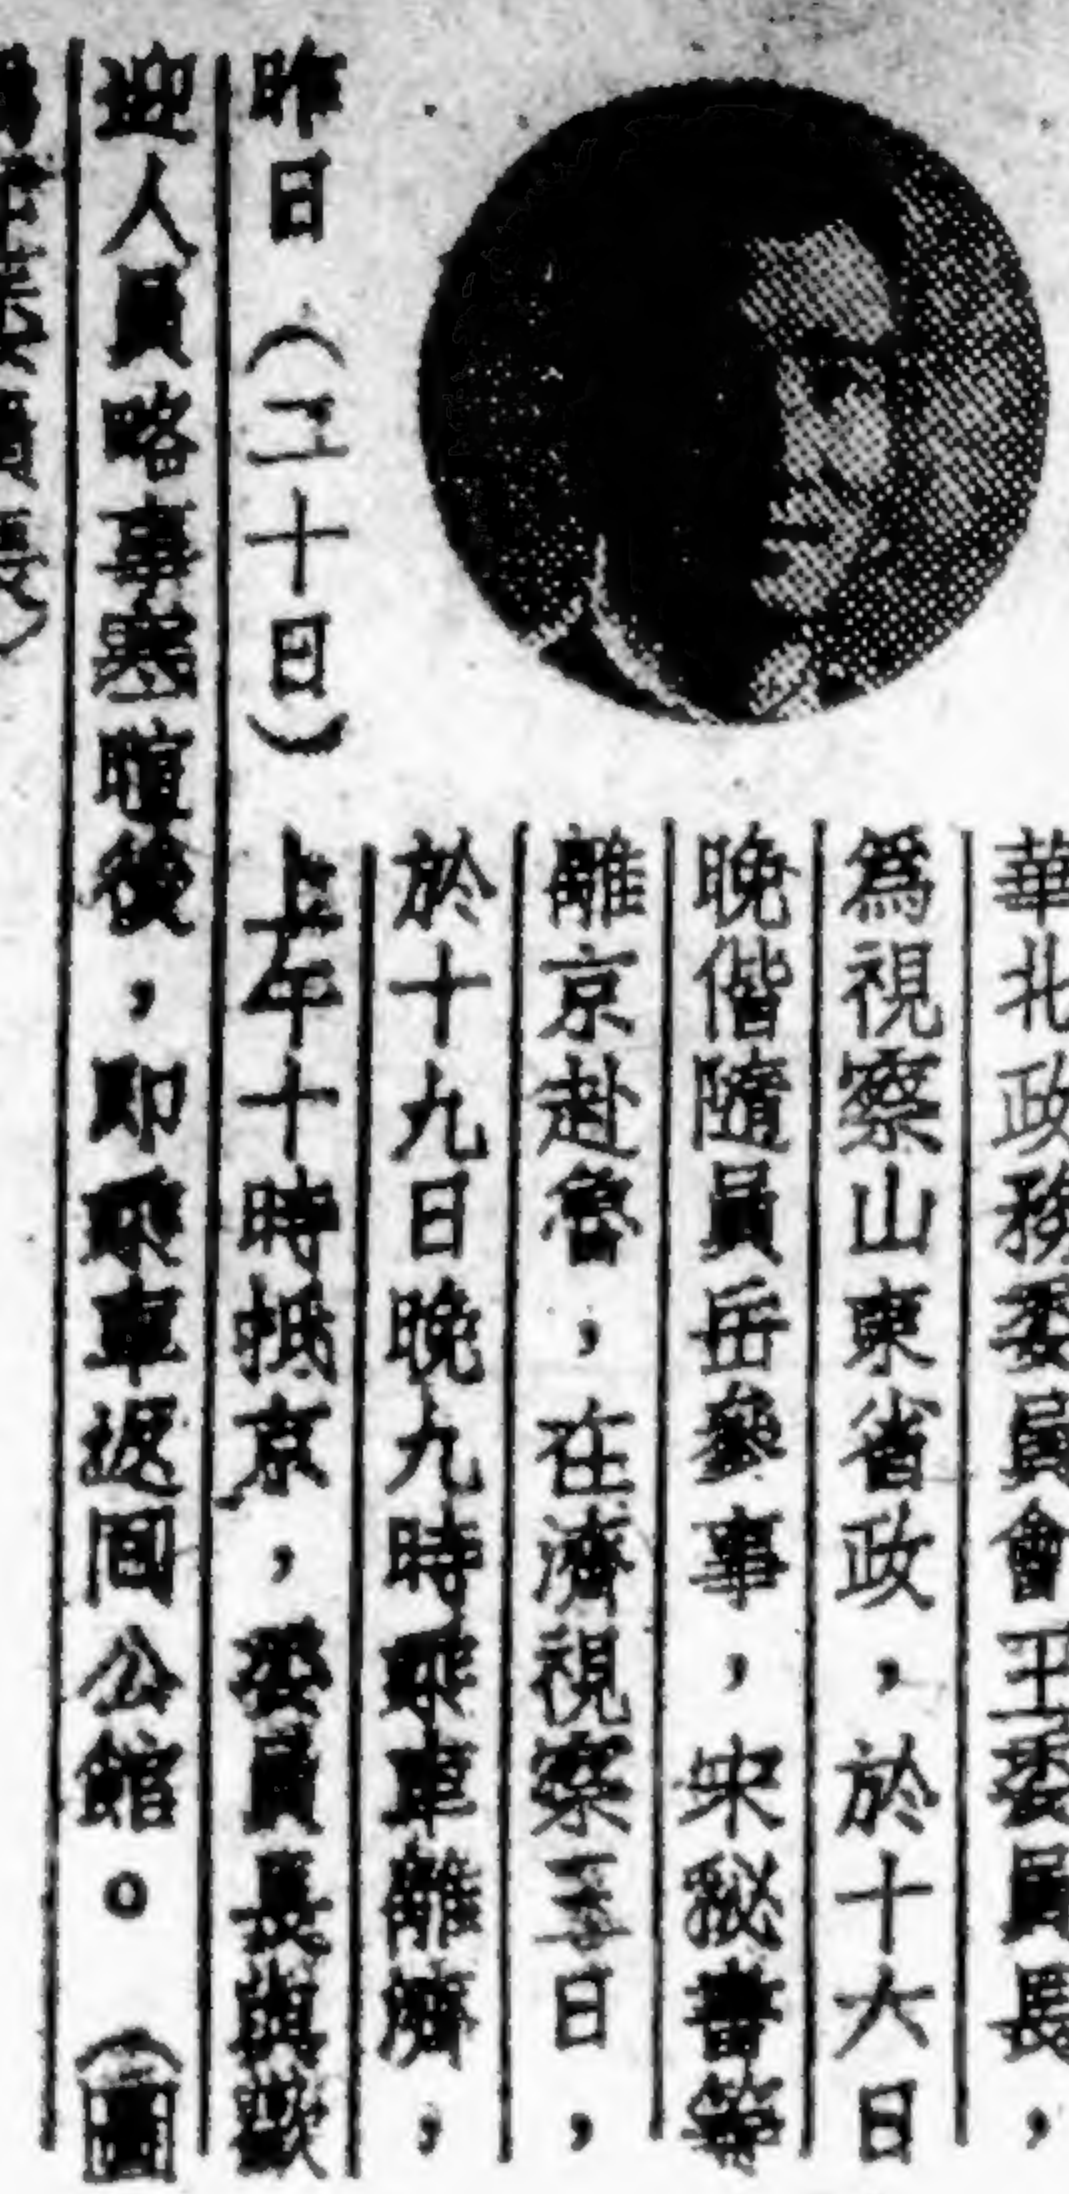 華北政務委員會王委員長，
爲視察山東省政，於十六日
晚偕隨員岳參事，宋秘書等
離京赴魯，在濟視察三日，
於十九日晚九時乘車離濟，
昨日（二十日）上午十時抵京，委員長與歡
迎人員略事寒暄後，即乘車返回公館。（圖